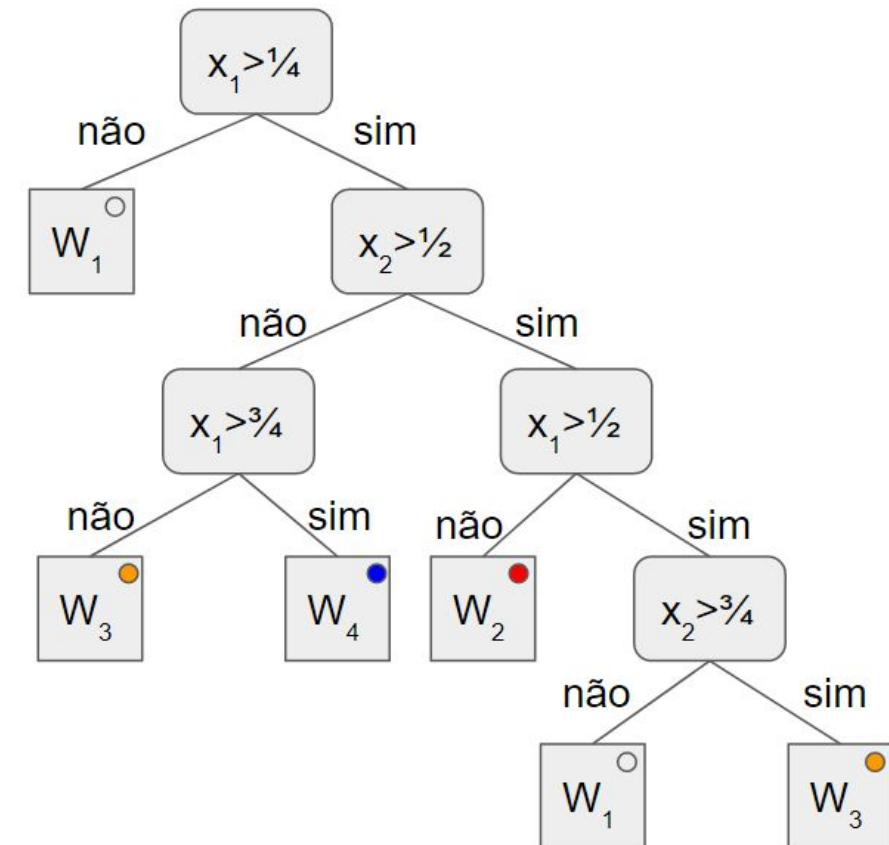 x₁>¼
não sim
W₁ x₂>½
não sim
x₁>¾ x₁>½
não sim não sim
W₃ W₄ W₂ x₂>¾
não sim
W₁ W₃